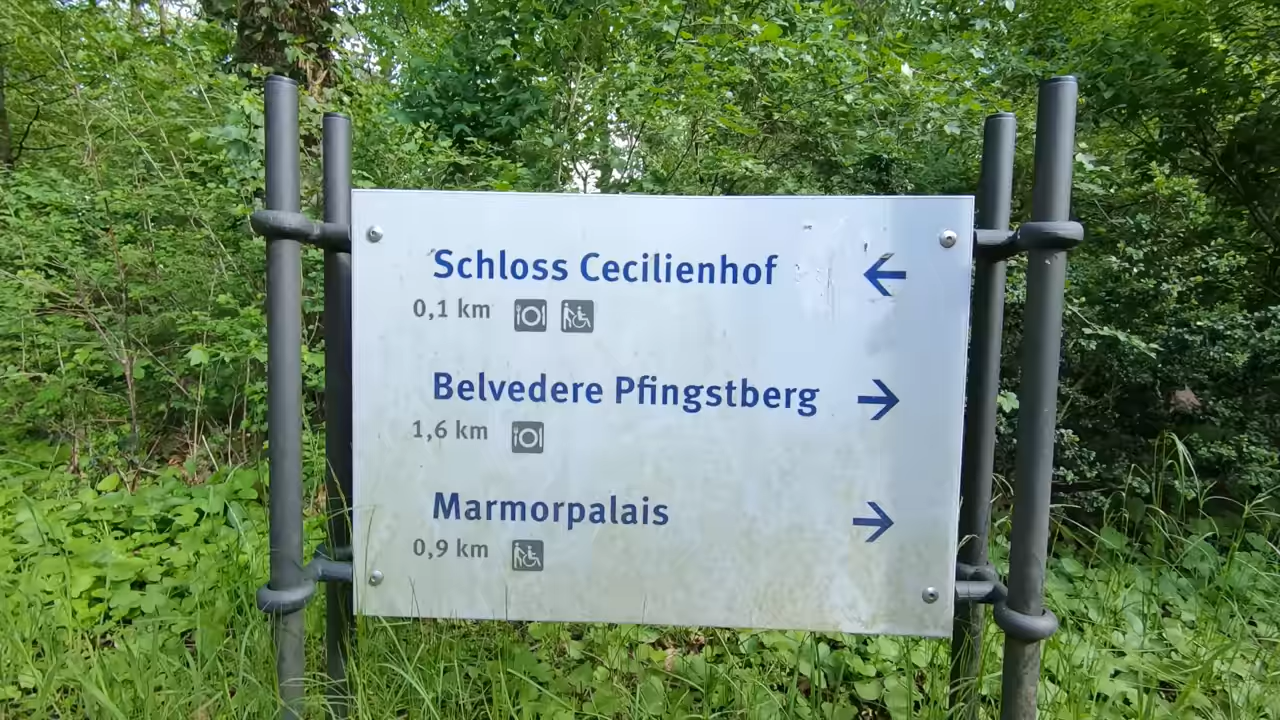 Schloss Cecilienhof ←
0,1 km
Belvedere Pfingstberg →
1,6 km
Marmorpalais →
0,9 km